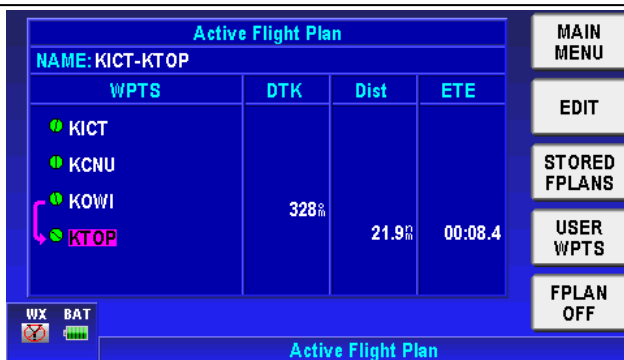 Active Flight Plan
NAME: KICT-KTOP
WPTS DTK Dist ETE
KICT
KCNU
KOWI
328°m
KTOP
21.9nm 00:08.4
MAIN MENU
EDIT
STORED FPLANS
USER WPTS
FPLAN OFF
WX BAT
Active Flight Plan